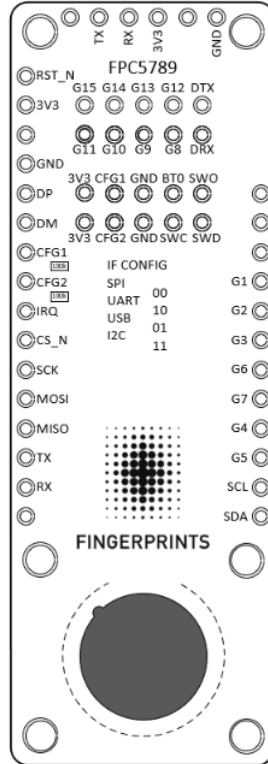 TX RX 3V3 GND
FPC5789
RST_N
G15 G14 G13 G12 DTX
3V3
G11 G10 G9 G8 DRX
GND
3V3 CFG1 GND BT0 SWO
DP
DM
3V3 CFG2 GND SWC SWD
CFG1
100k
CFG2
100k
IRQ
CS_N
SCK
MOSI
MISO
TX
RX
IF CONFIG
SPI 00
UART 10
USB 01
I2C 11
G1
G2
G3
G6
G7
G4
G5
SCL
SDA
FINGERPRINTS